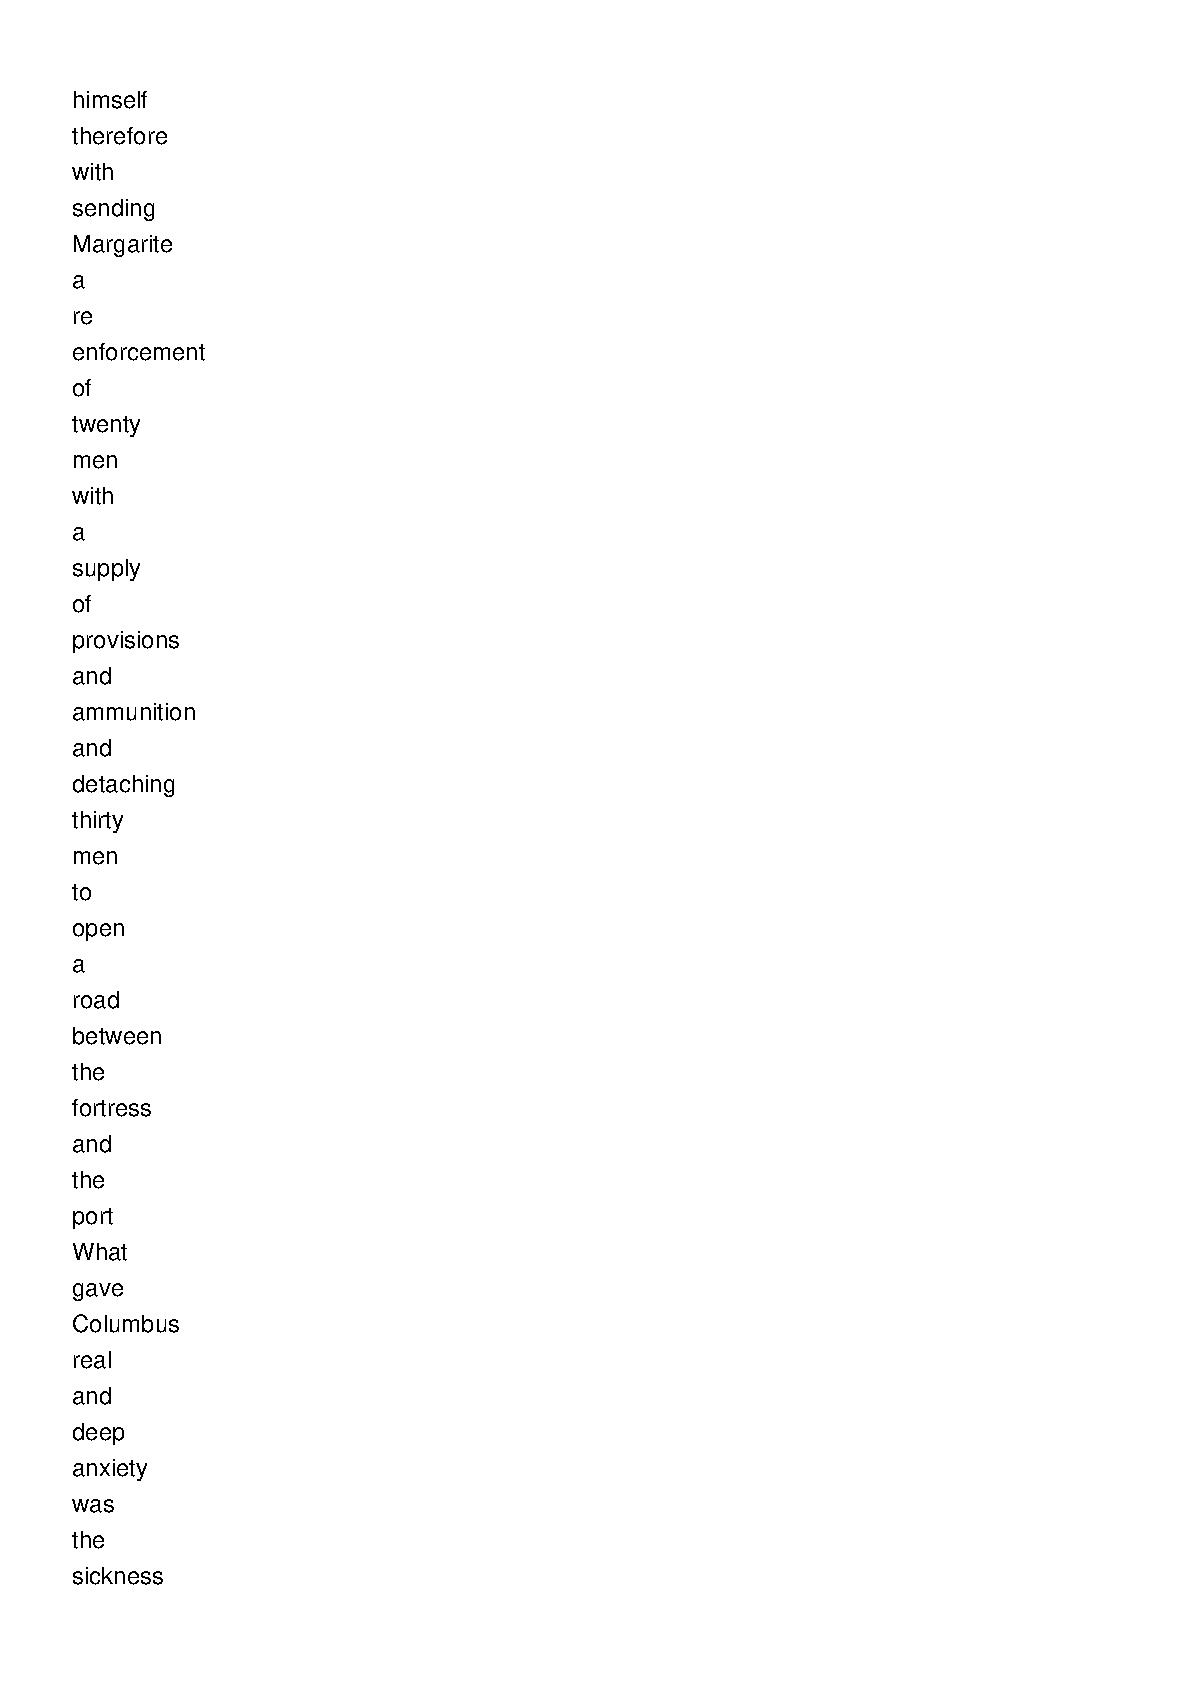 himself
therefore
with
sending
Margarite
a
re
enforcement
of
twenty
men
with
a
supply
of
provisions
and
ammunition
and
detaching
thirty
men
to
open
a
road
between
the
fortress
and
the
port
What
gave
Columbus
real
and
deep
anxiety
was
the
sickness